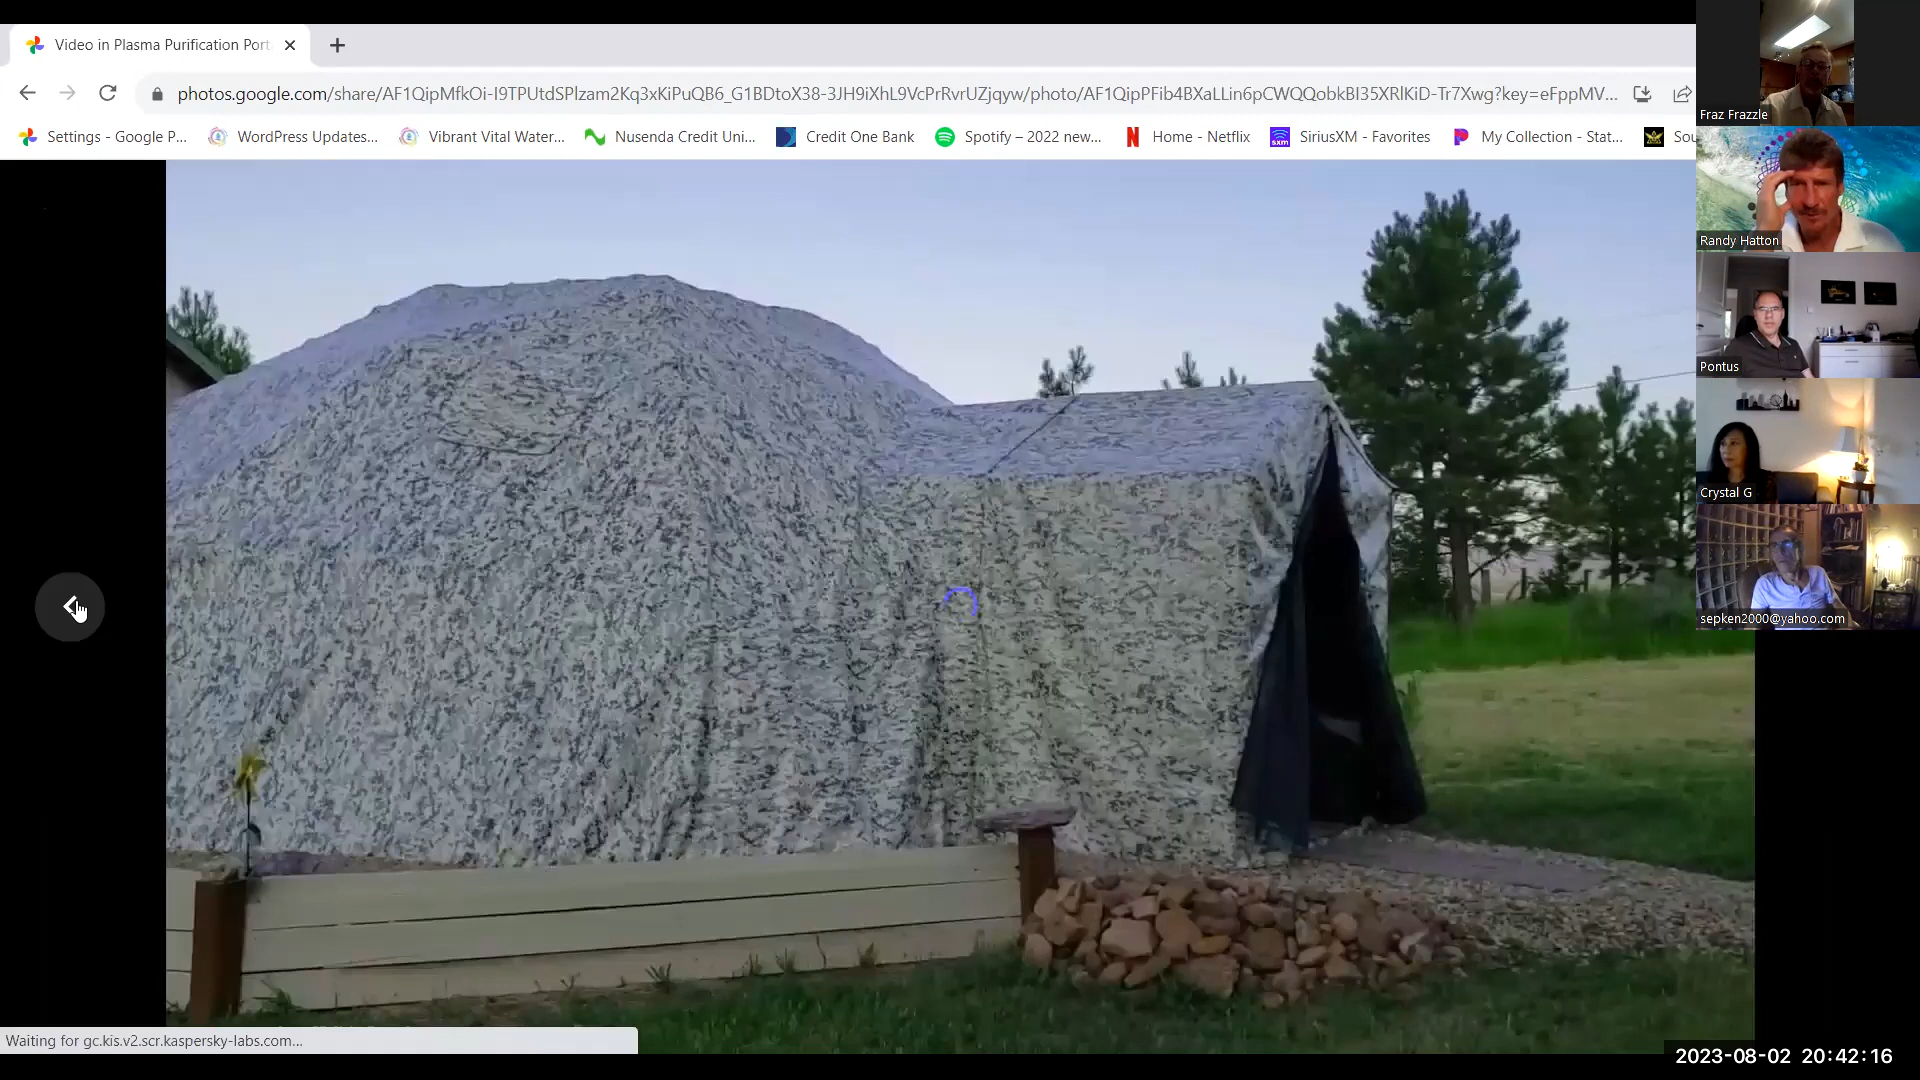 Video in Plasma Purification Port
photos.google.com/share/AF1QipMfkOi-I9TPUtdSPlzam2Kq3xKiPuQB6_G1BDtoX38-3JH9iXhL9VcPrRvrUZjqyw/photo/AF1QipPFib4BXaLLin6pCWQQobkBI35XRlKiD-Tr7Xwg?key=eFppMV...
Settings - Google P... WordPress Updates... Vibrant Vital Water... Nusenda Credit Uni... Credit One Bank Spotify – 2022 new... Home - Netflix SiriusXM - Favorites My Collection - Stat... Sou
Fraz Frazzle
Randy Hatton
Pontus
Crystal G
sepken2000@yahoo.com
Waiting for gc.kis.v2.scr.kaspersky-labs.com...
2023-08-02 20:42:16